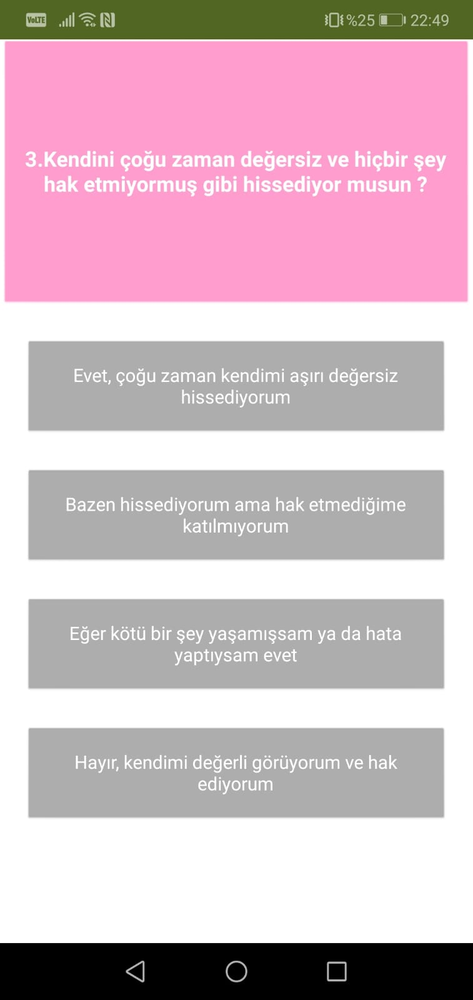 VoLTE %25 22:49
3.Kendini çoğu zaman değersiz ve hiçbir şey
hak etmiyormuş gibi hissediyor musun ?
Evet, çoğu zaman kendimi aşırı değersiz
hissediyorum
Bazen hissediyorum ama hak etmediğime
katılmıyorum
Eğer kötü bir şey yaşamışsam ya da hata
yaptıysam evet
Hayır, kendimi değerli görüyorum ve hak
ediyorum